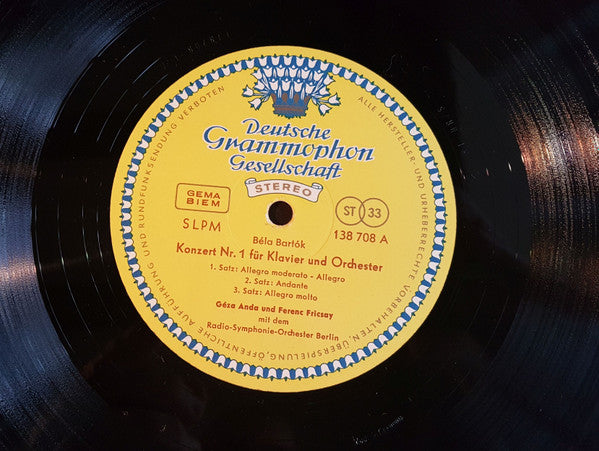 Deutsche
Grammophon
Gesellschaft
STEREO
GEMA
BIEM
SLPM
ST 33
138 708 A
Béla Bartók
Konzert Nr. 1 für Klavier und Orchester
1. Satz: Allegro moderato - Allegro
2. Satz: Andante
3. Satz: Allegro molto
Géza Anda und Ferenc Fricsay
mit dem
Radio-Symphonie-Orchester Berlin
ALLE HERSTELLER- UND URHEBERRECHTE VORBEHALTEN. ÜBERSPIELUNG, ÖFFENTLICHE AUFFÜHRUNG UND RUNDFUNKSENDUNG VERBOTEN